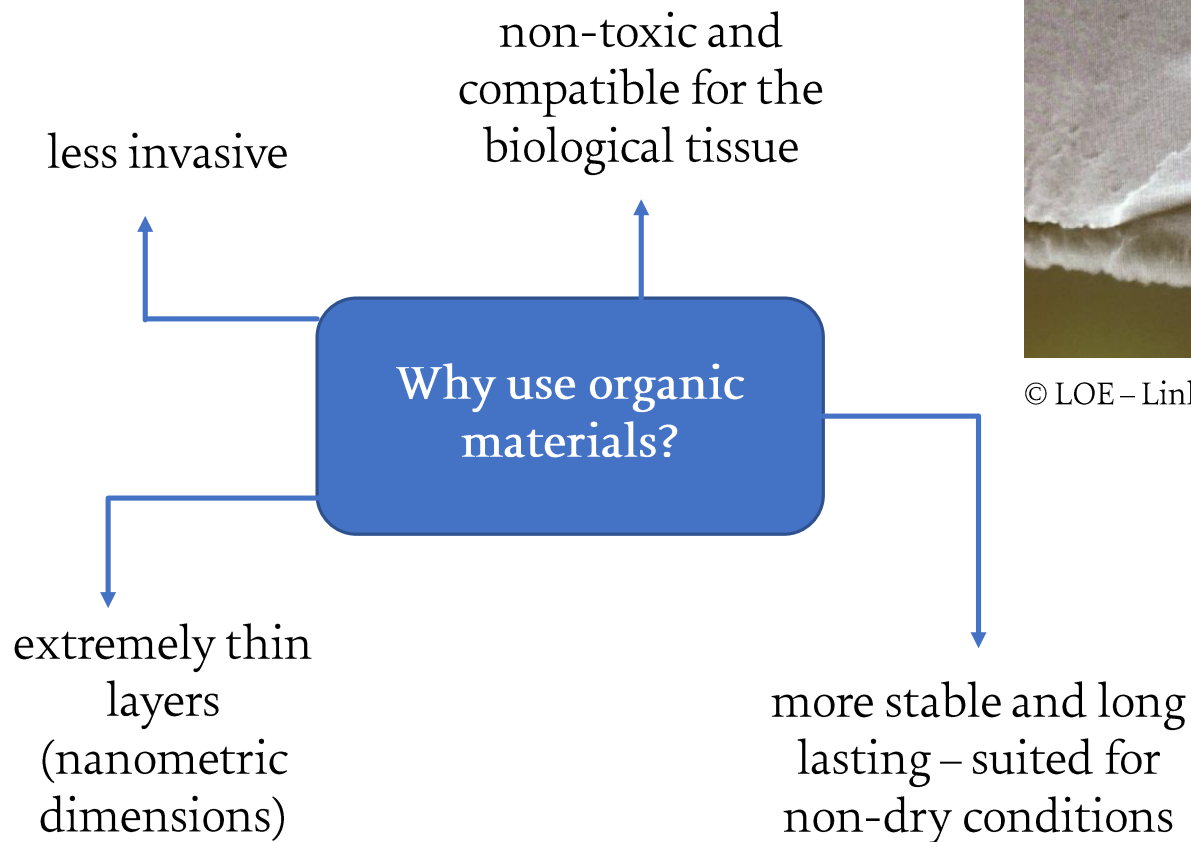 non-toxic and
compatible for the
biological tissue
less invasive
Why use organic
materials?
© LOE – Link
extremely thin
layers
(nanometric
dimensions)
more stable and long
lasting – suited for
non-dry conditions